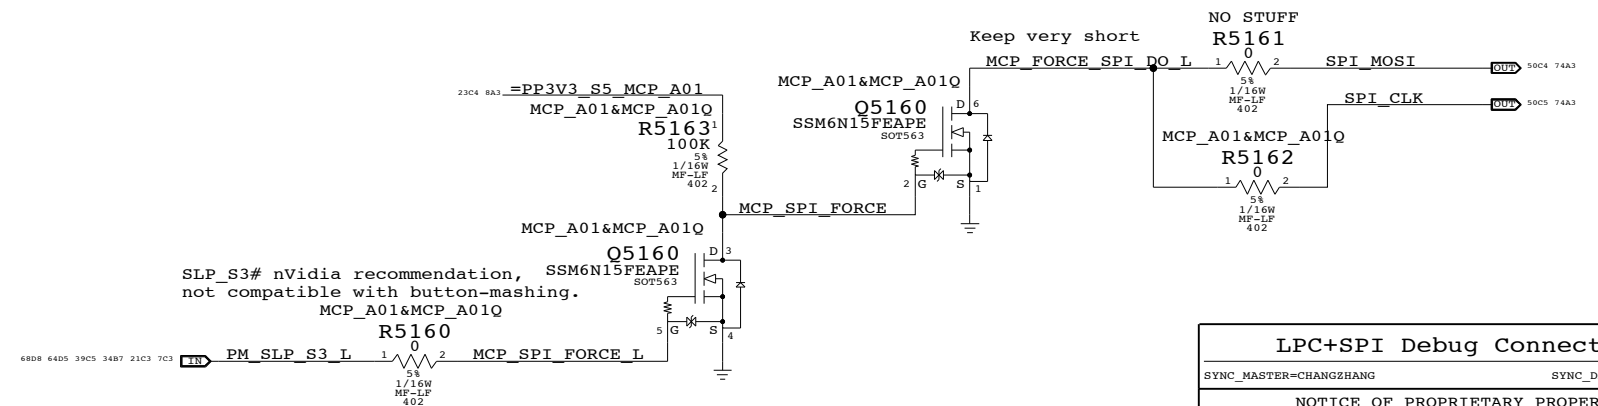 NO STUFF
Keep very short
R5161
0
MCP_FORCE_SPI_DO_L
1
2
SPI_MOSI
OUT
50C4 74A3
5%
1/16W
MF-LF
402
MCP_A01&MCP_A01Q
23C4 8A3
=PP3V3_S5_MCP_A01
MCP_A01&MCP_A01Q
D
6
Q5160
SSM6N15FEAPE
SOT563
SPI_CLK
OUT
50C5 74A3
R5163
1
100K
5%
1/16W
MF-LF
402
2
MCP_A01&MCP_A01Q
R5162
0
1
2
5%
1/16W
MF-LF
402
2
G
S
1
MCP_SPI_FORCE
MCP_A01&MCP_A01Q
D
3
Q5160
SSM6N15FEAPE
SOT563
SLP_S3# nVidia recommendation,
not compatible with button-mashing.
MCP_A01&MCP_A01Q
R5160
0
5
G
S
4
68D8 64D5 39C5 34B7 21C3 7C3
IN
PM_SLP_S3_L
1
2
MCP_SPI_FORCE_L
5%
1/16W
MF-LF
402
LPC+SPI Debug Connect
SYNC_MASTER=CHANGZHANG
SYNC_D
NOTICE OF PROPRIETARY PROPER